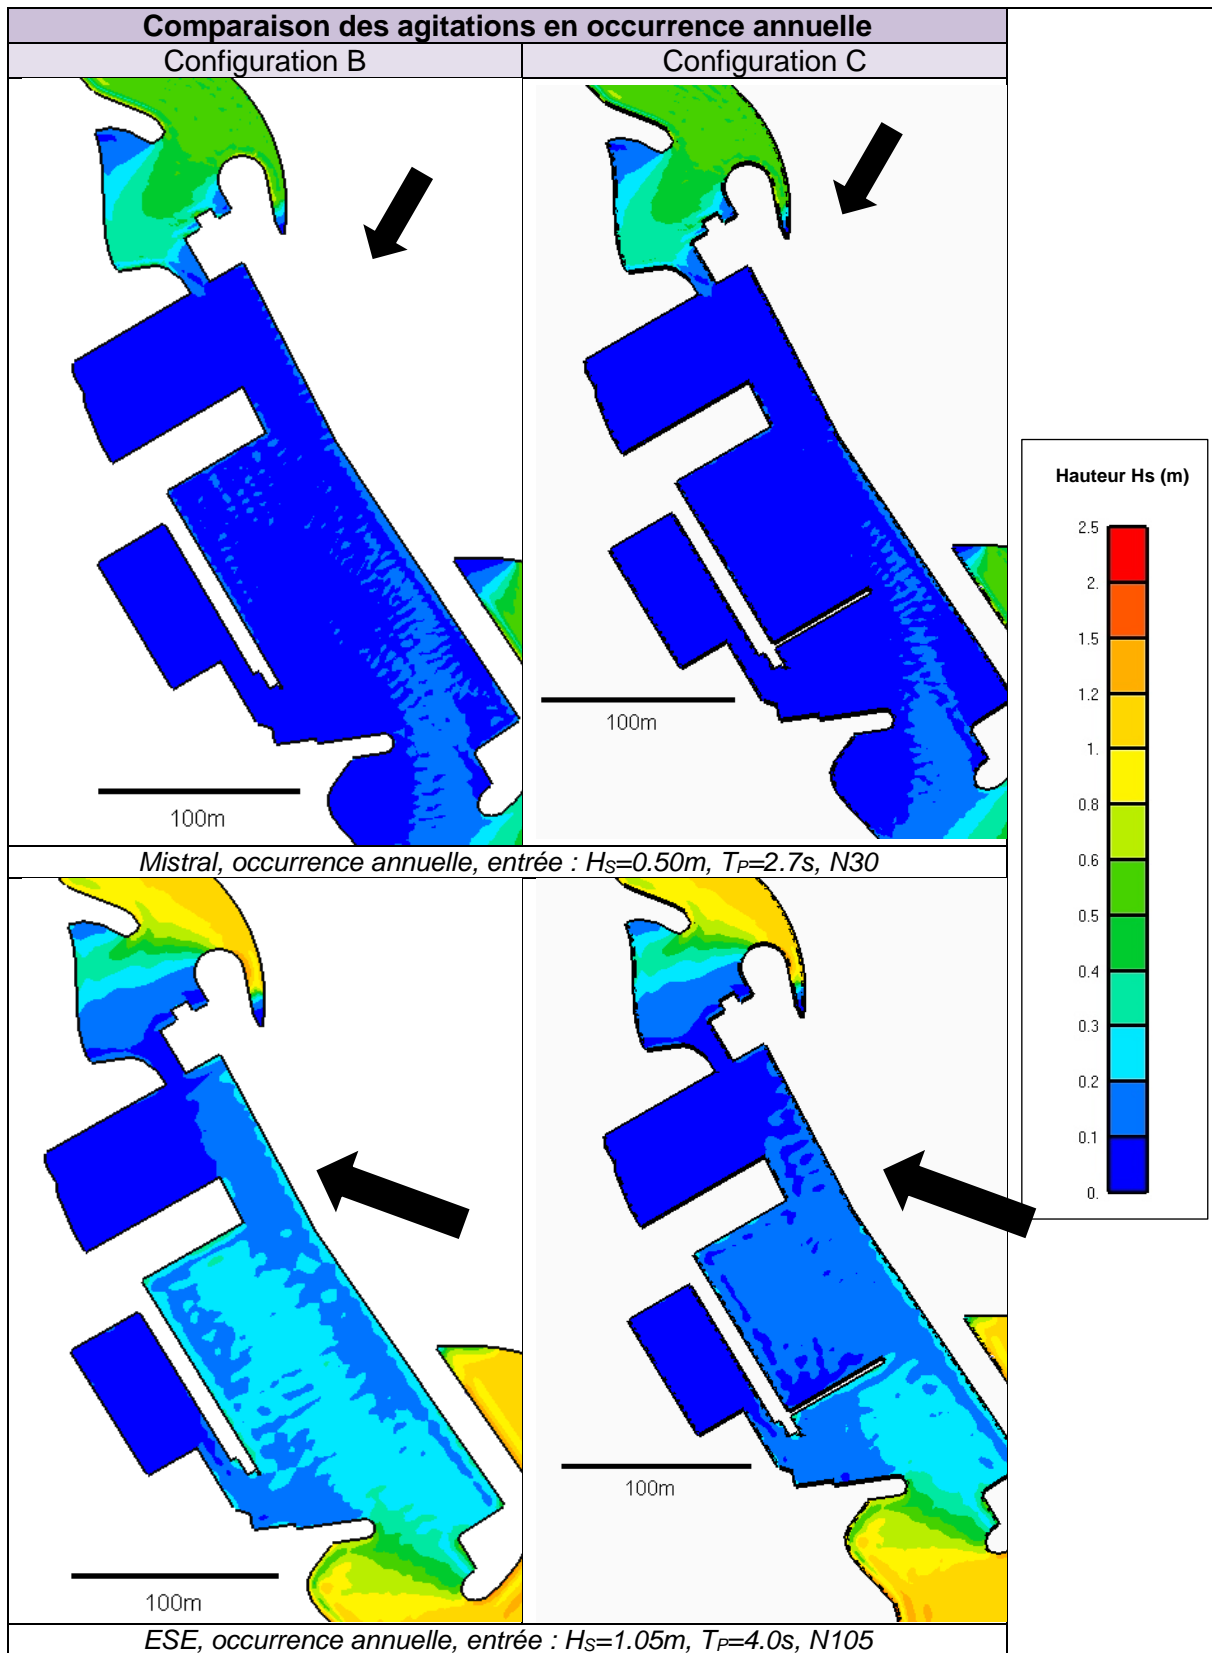 Comparaison des agitations en occurrence annuelle
Configuration B
Configuration C
100m
100m
Mistral, occurrence annuelle, entrée : HS=0.50m, TP=2.7s, N30
100m
100m
ESE, occurrence annuelle, entrée : HS=1.05m, TP=4.0s, N105
Hauteur Hs (m)
2.5
2.
1.5
1.2
1.
0.8
0.6
0.5
0.4
0.3
0.2
0.1
0.